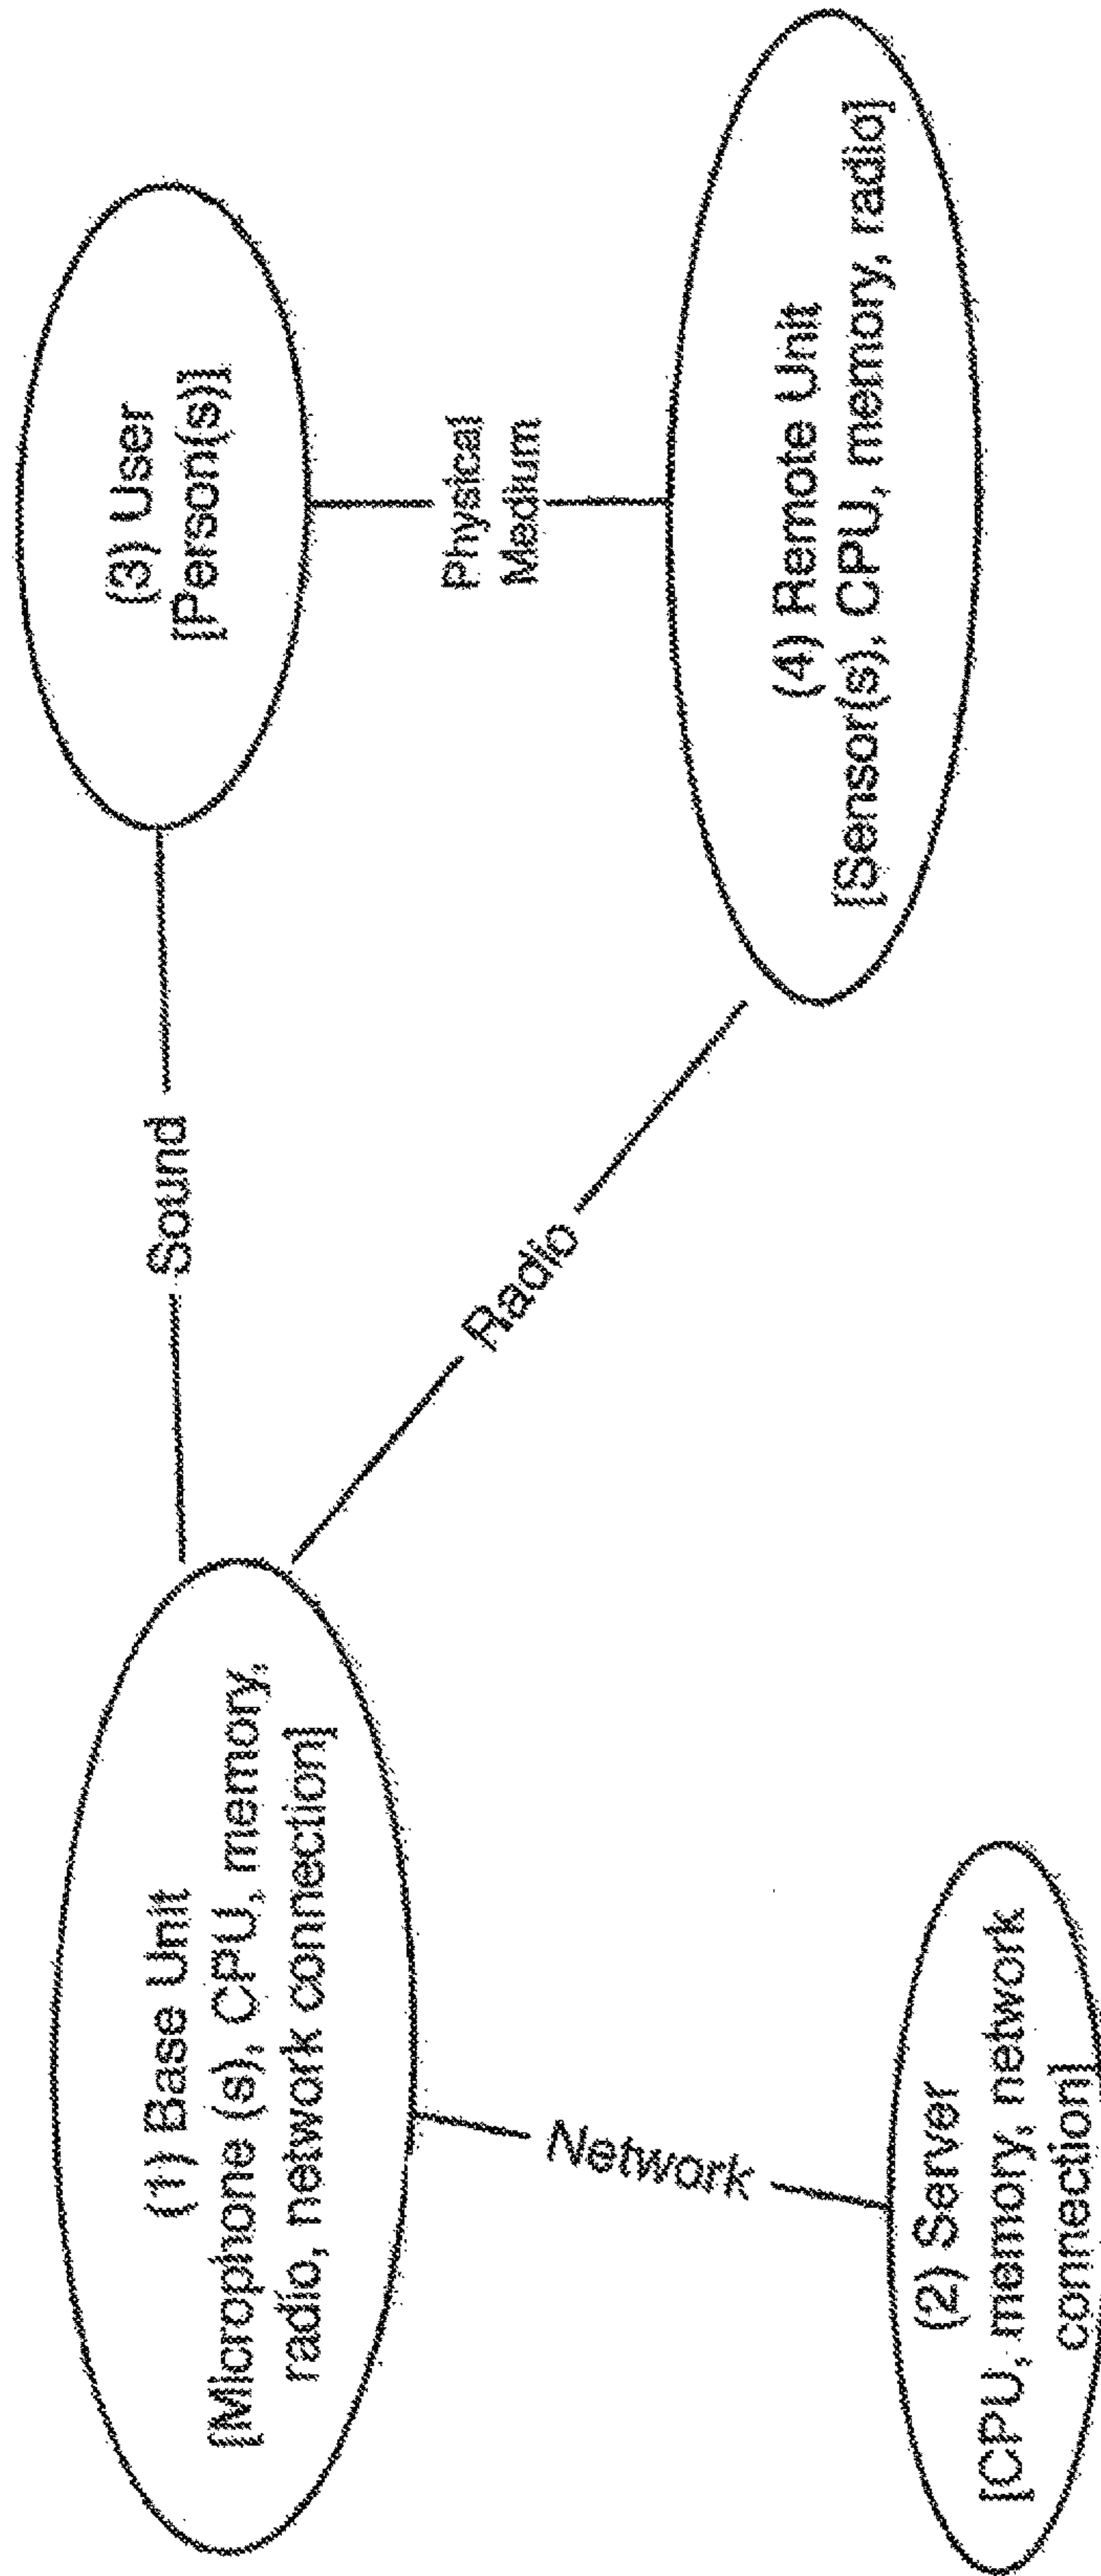 (1) Base Unit
[Microphone (s), CPU, memory,
radio, network connection]
Sound
(3) User
[Person(s)]
Radio
Physical
Medium
Network
(4) Remote Unit
[Sensor(s), CPU, memory, radio]
(2) Server
[CPU, memory, network
connection]